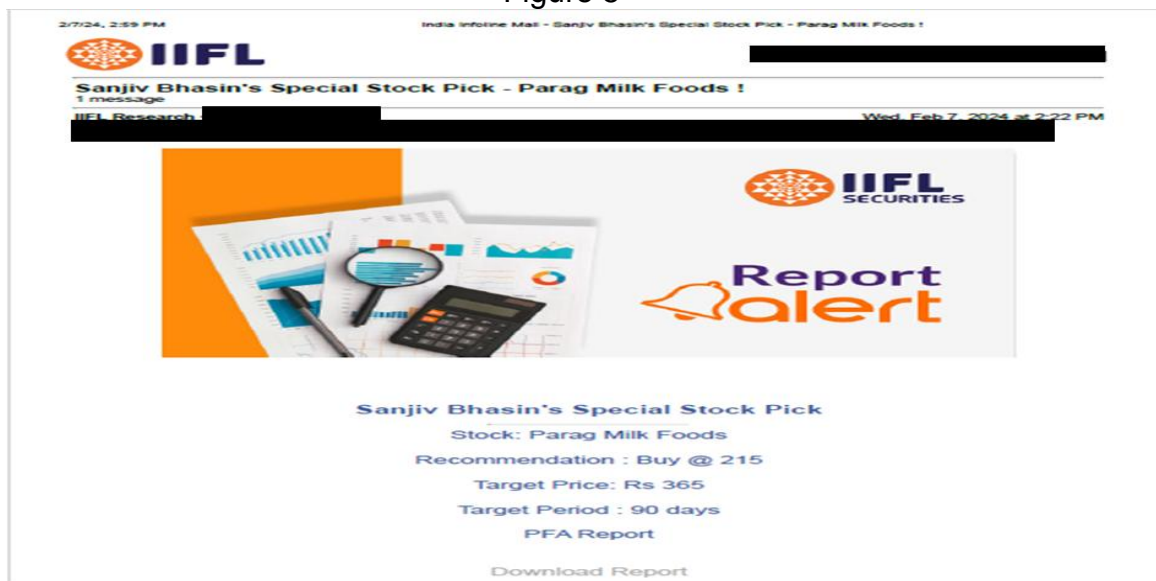 2/7/24, 2:59 PM India Infoline Mail - Sanjiv Bhasin's Special Stock Pick - Parag Milk Foods !
IIFL
Sanjiv Bhasin's Special Stock Pick - Parag Milk Foods !
1 message
IIFL Research
Wed, Feb 7, 2024 at 2:22 PM
IIFL
SECURITIES
Report
alert
Sanjiv Bhasin's Special Stock Pick
Stock: Parag Milk Foods
Recommendation : Buy @ 215
Target Price: Rs 365
Target Period : 90 days
PFA Report
Download Report